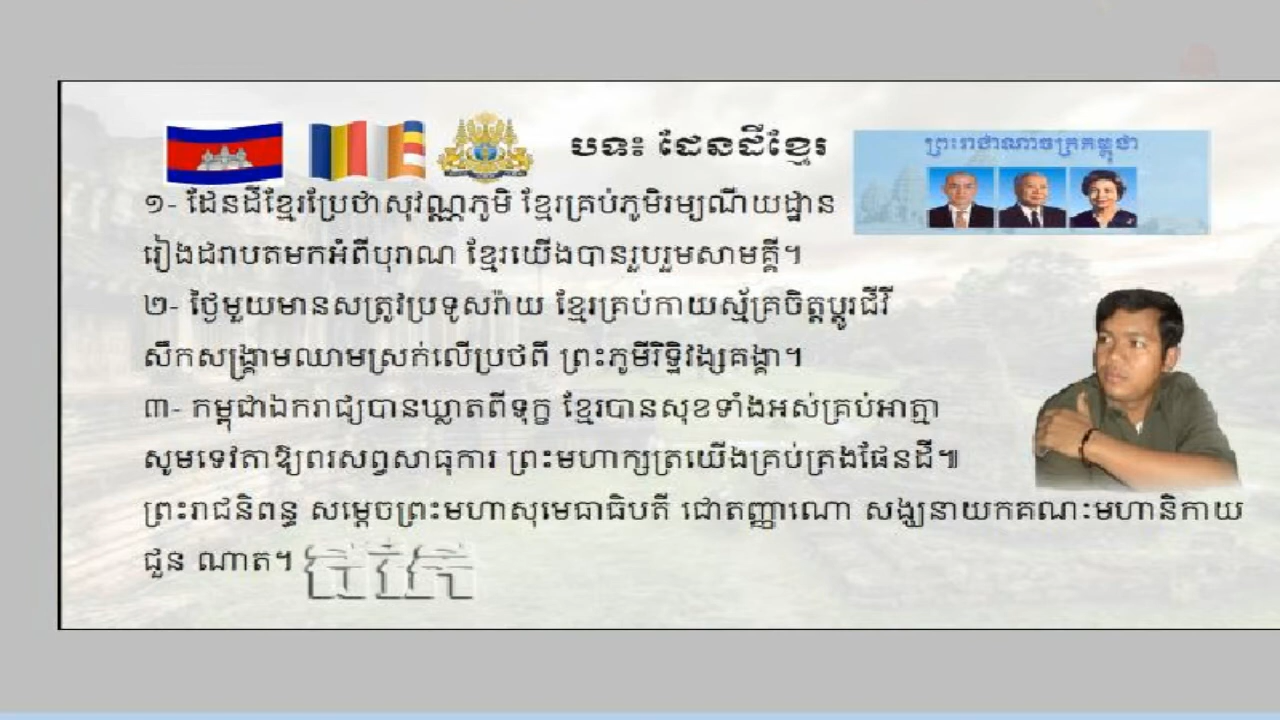 បទ៖ ដែនដីខ្មែរ
ព្រះរាជាណាចក្រកម្ពុជា
១- ដែនដីខ្មែរប្រែថាសុវណ្ណភូមិ ខ្មែរគ្រប់ភូមិរម្យណីយដ្ឋាន
រៀងដរាបតមកអំពីបុរាណ ខ្មែរយើងបានរួបរួមសាមគ្គី។
២- ថ្ងៃមួយមានសត្រូវប្រទូសរ៉ាយ ខ្មែរគ្រប់កាយស្ម័គ្រចិត្តប្តូរជីវី
សឹកសង្គ្រាមឈាមស្រក់លើប្រថពី ព្រះភូមីរិទ្ធិវង្សគង្គា។
៣- កម្ពុជាឯករាជ្យបានឃ្លាតពីទុក្ខ ខ្មែរបានសុខទាំងអស់គ្រប់អាត្មា
សូមទេវតាឱ្យពរសព្វសាធុការ ព្រះមហាក្សត្រយើងគ្រប់គ្រងផែនដី៕
ព្រះរាជនិពន្ធ សម្តេចព្រះមហាសុមេធាធិបតី ជោតញ្ញាណោ សង្ឃនាយកគណៈមហានិកាយ
ជួន ណាត។